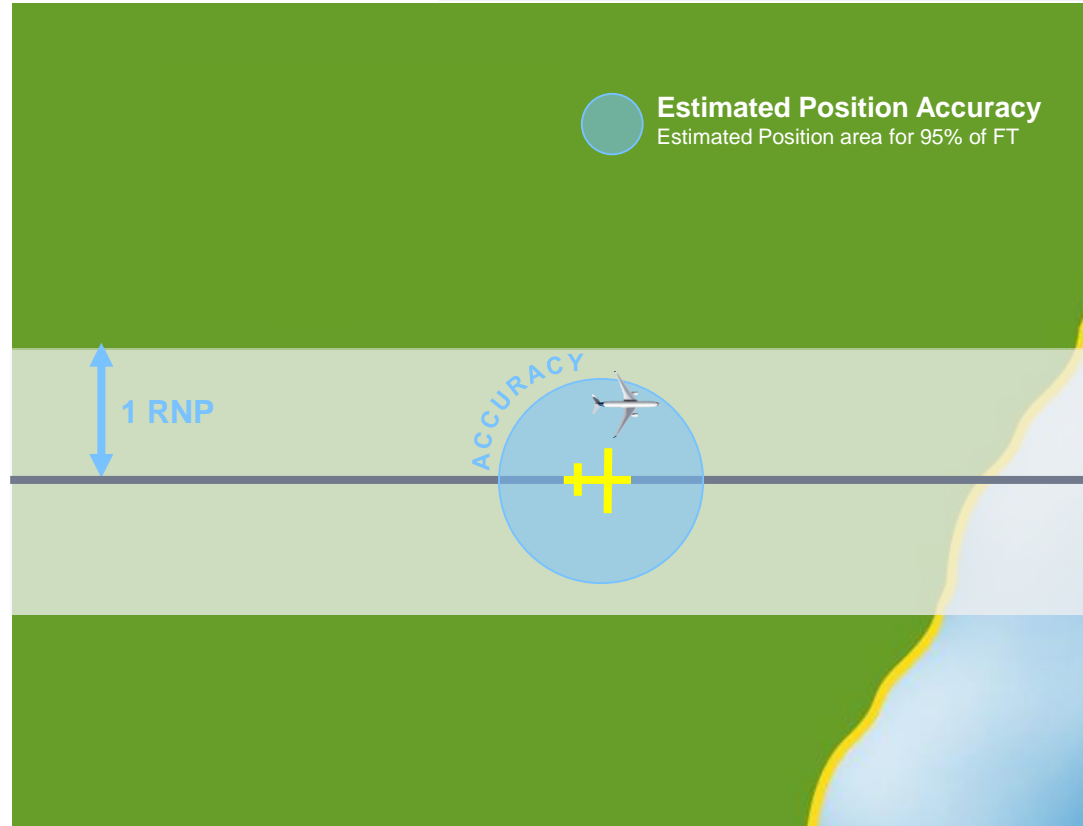 Estimated Position Accuracy
Estimated Position area for 95% of FT
ACCURACY
1 RNP